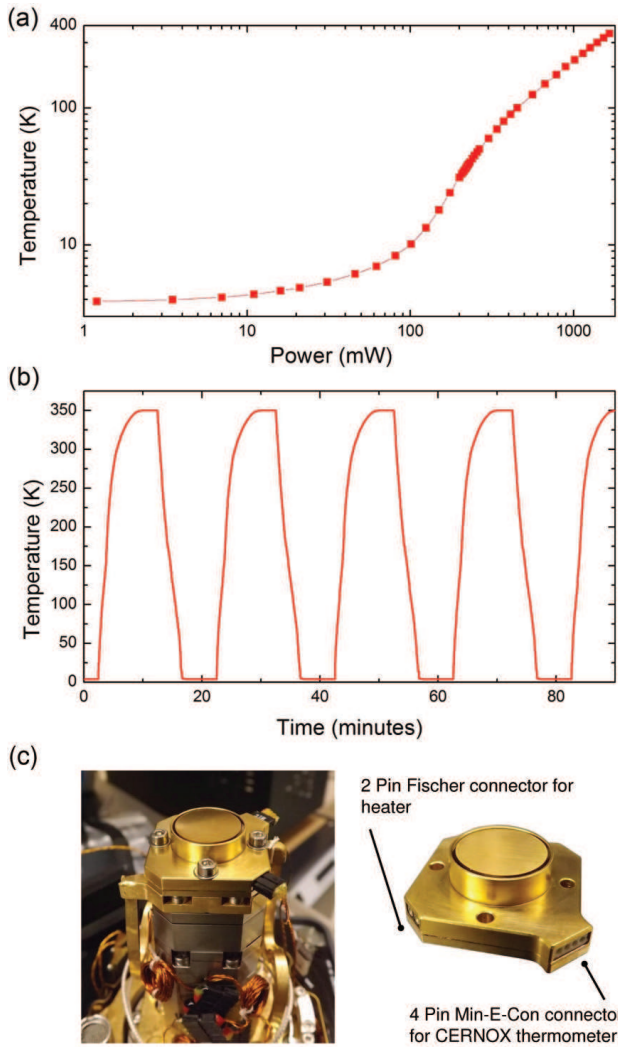 (a)
400
100
10
Temperature (K)
1
10
100
1000
Power (mW)
(b)
350
300
250
200
150
100
50
0
Temperature (K)
0
20
40
60
80
Time (minutes)
(c)
2 Pin Fischer connector for
heater
4 Pin Min-E-Con connecto
for CERNOX thermometer